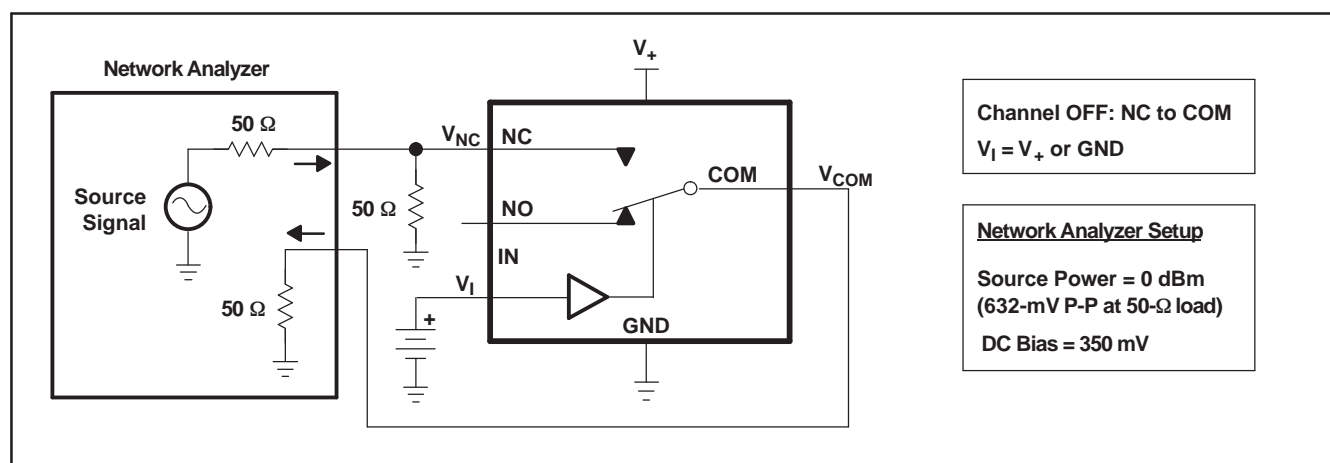 V+
Network Analyzer
50 Ω
VNC
NC
Channel OFF: NC to COM
VI = V+ or GND
COM
VCOM
Source
Signal
50 Ω
NO
IN
Network Analyzer Setup
Source Power = 0 dBm
(632-mV P-P at 50-Ω load)
DC Bias = 350 mV
50 Ω
VI
+
GND